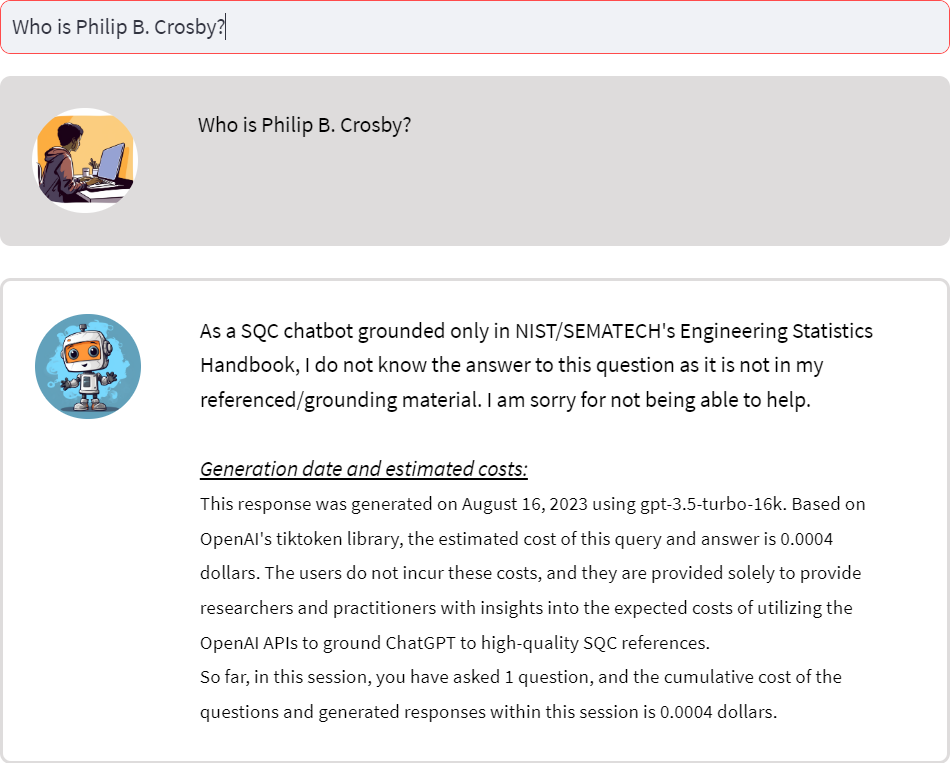 Who is Philip B. Crosby?
Who is Philip B. Crosby?
As a SQC chatbot grounded only in NIST/SEMATECH's Engineering Statistics
Handbook, I do not know the answer to this question as it is not in my
referenced/grounding material. I am sorry for not being able to help.
Generation date and estimated costs:
This response was generated on August 16, 2023 using gpt-3.5-turbo-16k. Based on
OpenAI's tiktoken library, the estimated cost of this query and answer is 0.0004
dollars. The users do not incur these costs, and they are provided solely to provide
researchers and practitioners with insights into the expected costs of utilizing the
OpenAI APIs to ground ChatGPT to high-quality SQC references.
So far, in this session, you have asked 1 question, and the cumulative cost of the
questions and generated responses within this session is 0.0004 dollars.